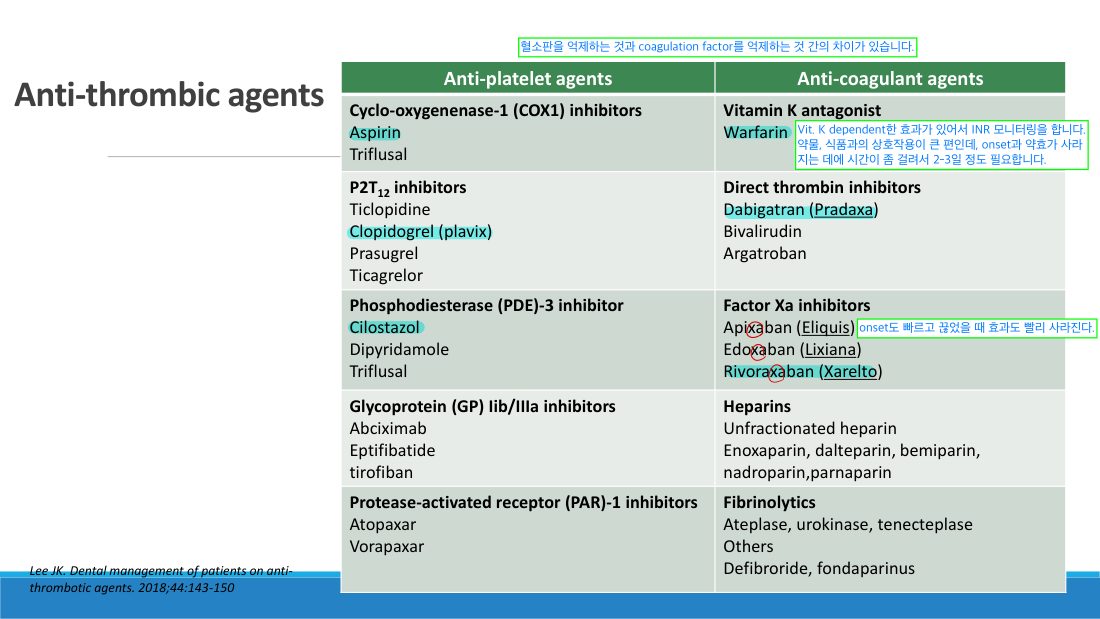 혈소판을 억제하는 것과 coagulation factor를 억제하는 것 간의 차이가 있습니다.
Anti-thrombic agents
Anti-platelet agents
Anti-coagulant agents
Cyclo-oxygenenase-1 (COX1) inhibitors
Aspirin
Triflusal
Vitamin K antagonist
Warfarin
Vit. K dependent한 효과가 있어서 INR 모니터링을 합니다.
약물, 식품과의 상호작용이 큰 편인데, onset과 약효가 사라
지는 데에 시간이 좀 걸려서 2-3일 정도 필요합니다.
P2T12 inhibitors
Ticlopidine
Clopidogrel (plavix)
Prasugrel
Ticagrelor
Direct thrombin inhibitors
Dabigatran (Pradaxa)
Bivalirudin
Argatroban
Phosphodiesterase (PDE)-3 inhibitor
Cilostazol
Dipyridamole
Triflusal
Factor Xa inhibitors
Apixaban (Eliquis)
onset도 빠르고 끊었을 때 효과도 빨리 사라진다.
Edoxaban (Lixiana)
Rivoraxaban (Xarelto)
Glycoprotein (GP) Iib/IIIa inhibitors
Abciximab
Eptifibatide
tirofiban
Heparins
Unfractionated heparin
Enoxaparin, dalteparin, bemiparin,
nadroparin,parnaparin
Protease-activated receptor (PAR)-1 inhibitors
Atopaxar
Vorapaxar
Fibrinolytics
Ateplase, urokinase, tenecteplase
Others
Defibroride, fondaparinus
Lee JK. Dental management of patients on anti-
thrombotic agents. 2018;44:143-150